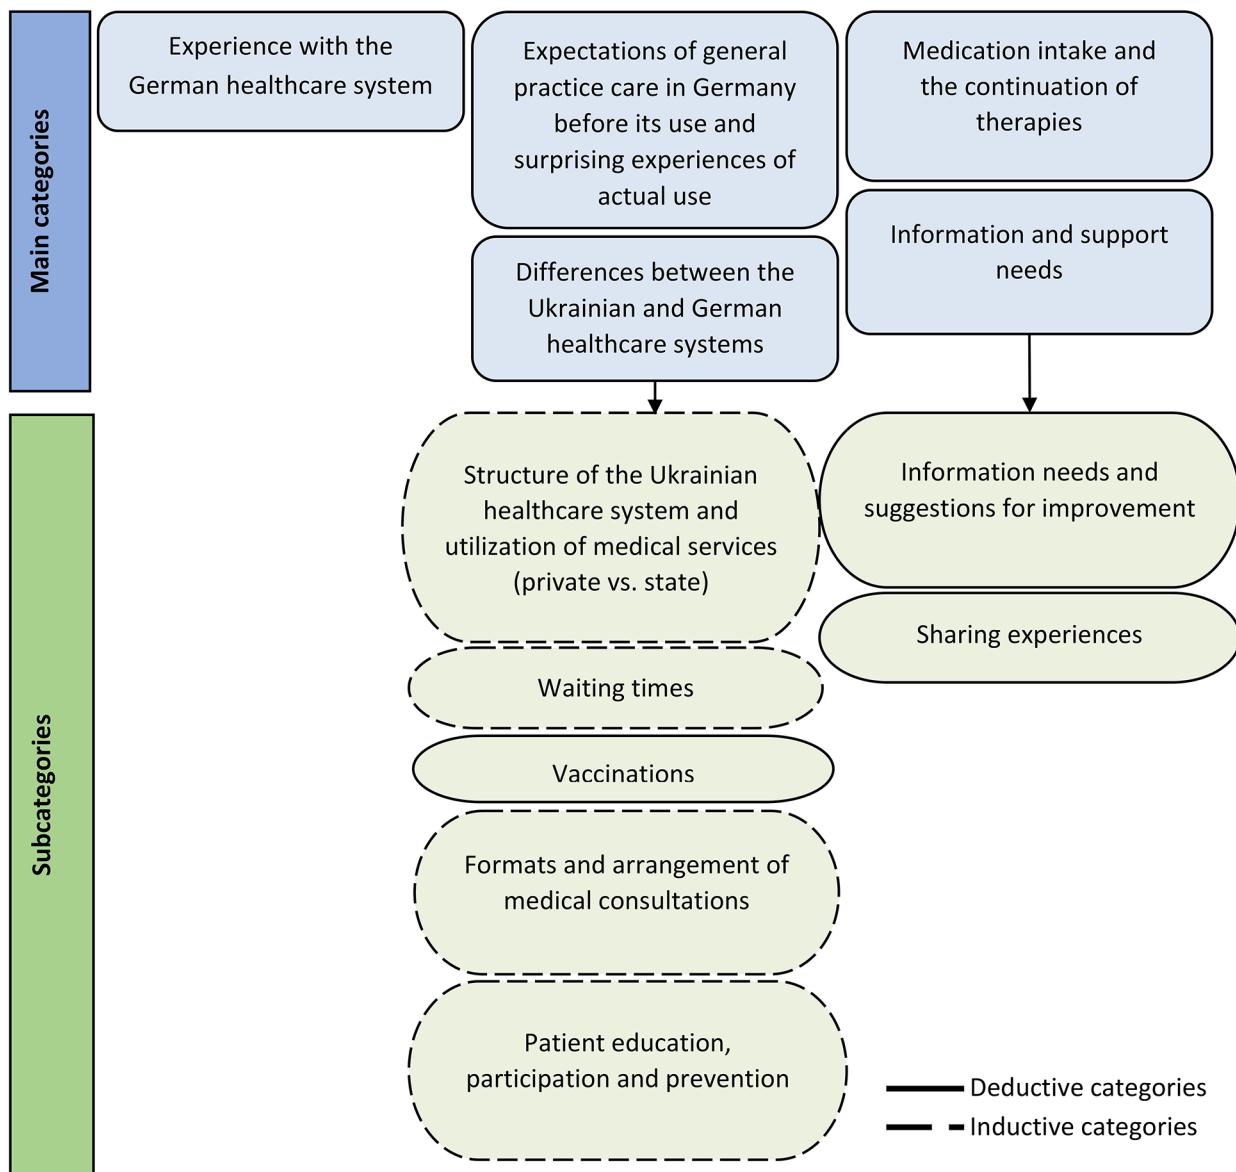 Main categories
Experience with the
German healthcare system
Expectations of general
practice care in Germany
before its use and
surprising experiences of
actual use
Differences between the
Ukrainian and German
healthcare systems
Medication intake and
the continuation of
therapies
Information and support
needs
Subcategories
Structure of the Ukrainian
healthcare system and
utilization of medical services
(private vs. state)
Waiting times
Vaccinations
Formats and arrangement of
medical consultations
Patient education,
participation and prevention
Information needs and
suggestions for improvement
Sharing experiences
Deductive categories
Inductive categories